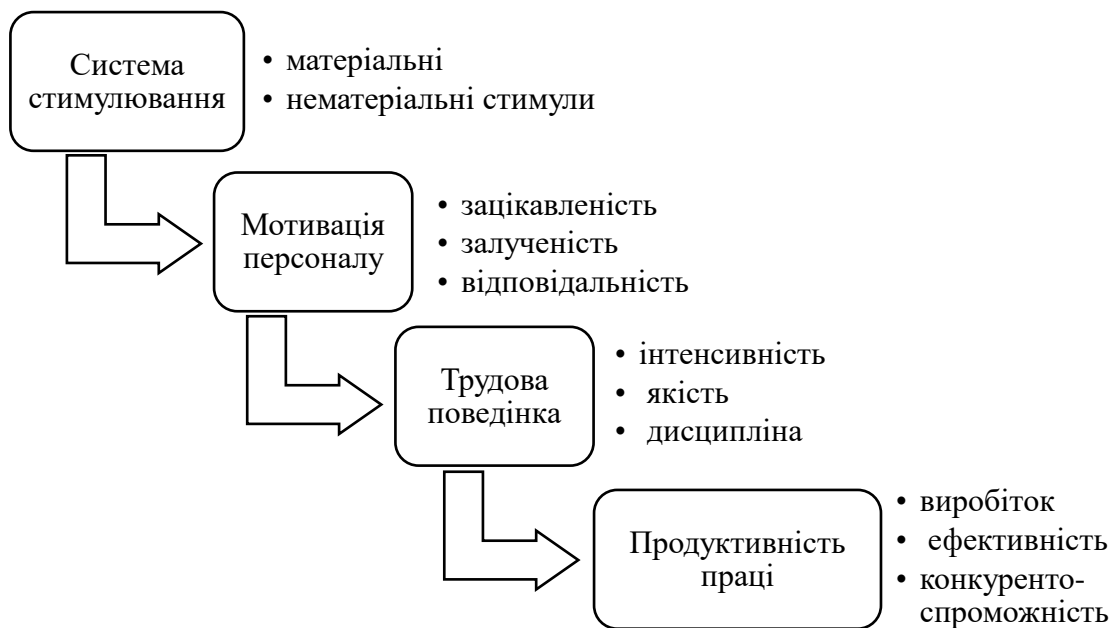 Система
стимулювання
• матеріальні
• нематеріальні стимули
Мотивація
персоналу
• зацікавленість
• залученість
• відповідальність
Трудова
поведінка
• інтенсивність
• якість
• дисципліна
Продуктивність
праці
• виробіток
• ефективність
• конкуренто-
спроможність